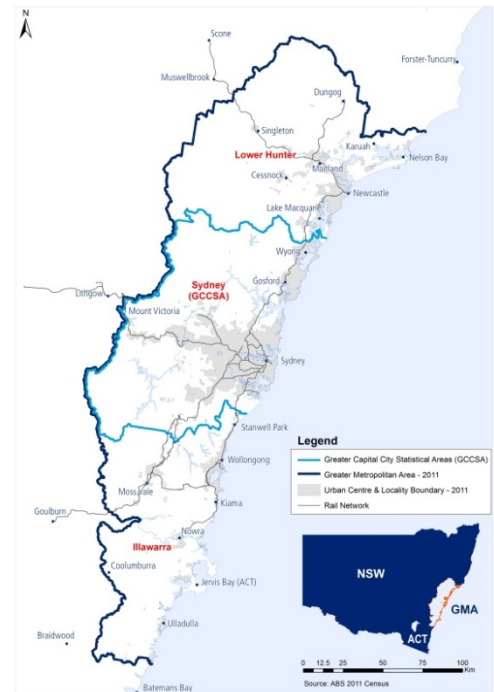 N
Scone
Forster-Tuncurry
Muswellbrook
Dungog
Singleton
Karuah
Lower Hunter
Nelson Bay
Maitland
Cessnock
Newcastle
Lake Macquarie
Wyong
Sydney
(GCCSA)
Gosford
Lithgow
Mount Victoria
Sydney
Stanwell Park
Legend
Greater Capital City Statistical Areas (GCCSA)
Greater Metropolitan Area - 2011
Urban Centre & Locality Boundary - 2011
Rail Network
Wollongong
Moss Vale
Kiama
Goulburn
Nowra
Illawarra
Coolumburra
Jervis Bay (ACT)
Ulladulla
Braidwood
Batemans Bay
NSW
GMA
ACT
0 12.5 25 50 75 100
Km
Source: ABS 2011 Census